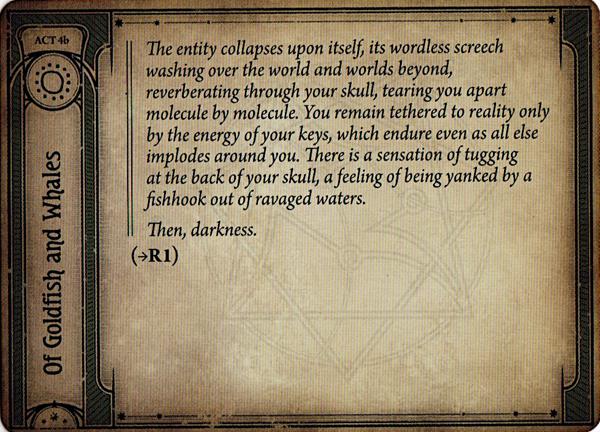 ACT 4b
Of Goldfish and Whales
The entity collapses upon itself, its wordless screech
washing over the world and worlds beyond,
reverberating through your skull, tearing you apart
molecule by molecule. You remain tethered to reality only
by the energy of your keys, which endure even as all else
implodes around you. There is a sensation of tugging
at the back of your skull, a feeling of being yanked by a
fishhook out of ravaged waters.
Then, darkness.
(→R1)